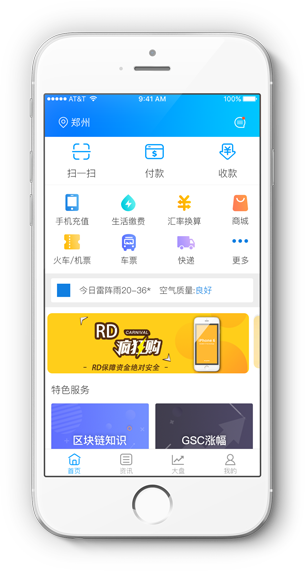 AT&T 9:41 AM 100%
郑州
扫一扫 付款 收款
手机充值 生活缴费 汇率换算 商城
火车/机票 车票 快递 更多
今日雷阵雨20-36° 空气质量:良好
RD
CARNIVAL
疯狂购
- RD保障资金绝对安全 -
特色服务
区块链知识 GSC涨幅
首页 资讯 大盘 我的